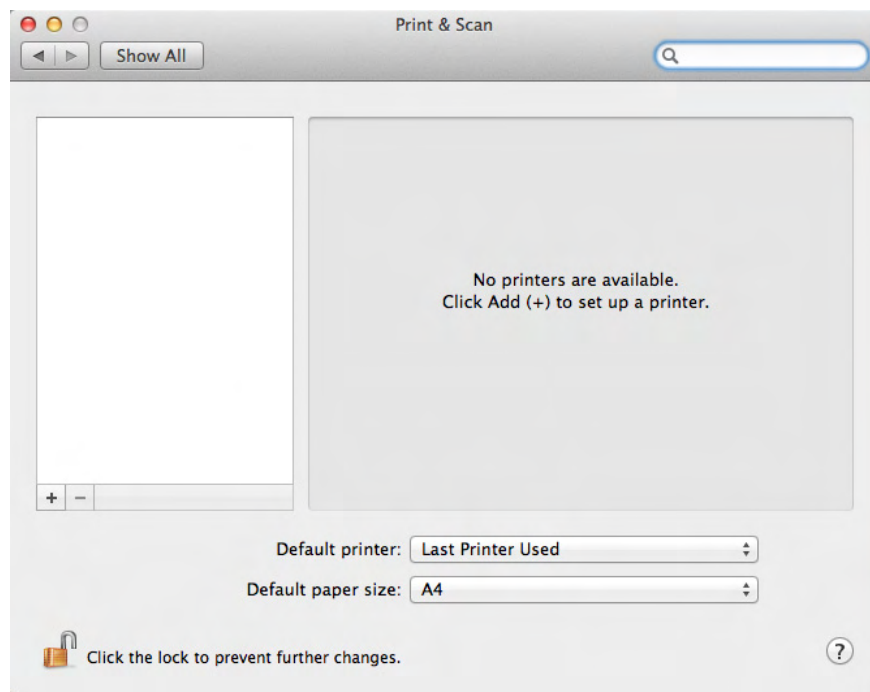 Print & Scan
Show All
No printers are available.
Click Add (+) to set up a printer.
+ −
Default printer: Last Printer Used
Default paper size: A4
Click the lock to prevent further changes.
?